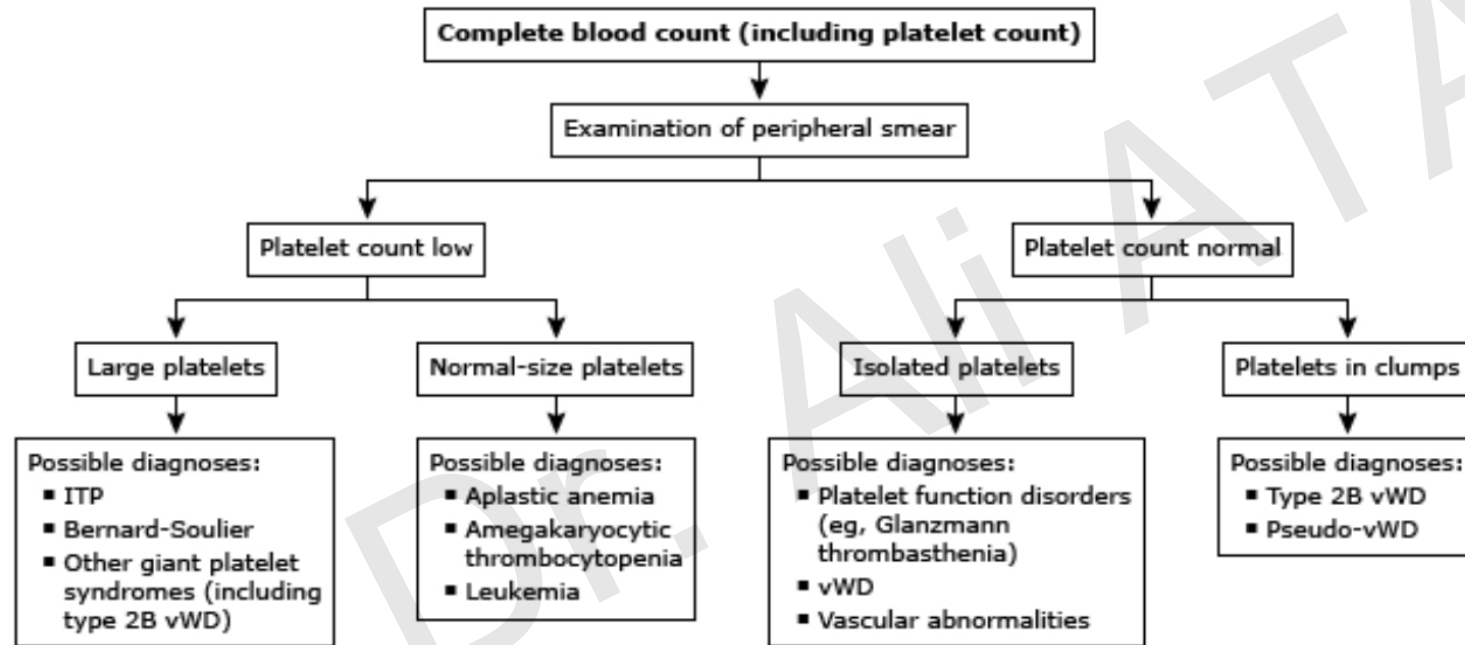 Complete blood count (including platelet count)
Examination of peripheral smear
Platelet count low
Platelet count normal
Large platelets
Normal-size platelets
Isolated platelets
Platelets in clumps
Possible diagnoses:
▪ ITP
▪ Bernard-Soulier
▪ Other giant platelet
syndromes (including
type 2B vWD)
Possible diagnoses:
▪ Aplastic anemia
▪ Amegakaryocytic
thrombocytopenia
▪ Leukemia
Possible diagnoses:
▪ Platelet function disorders
(eg, Glanzmann
thrombasthenia)
▪ vWD
▪ Vascular abnormalities
Possible diagnoses:
▪ Type 2B vWD
▪ Pseudo-vWD
Dr. Ali ATA